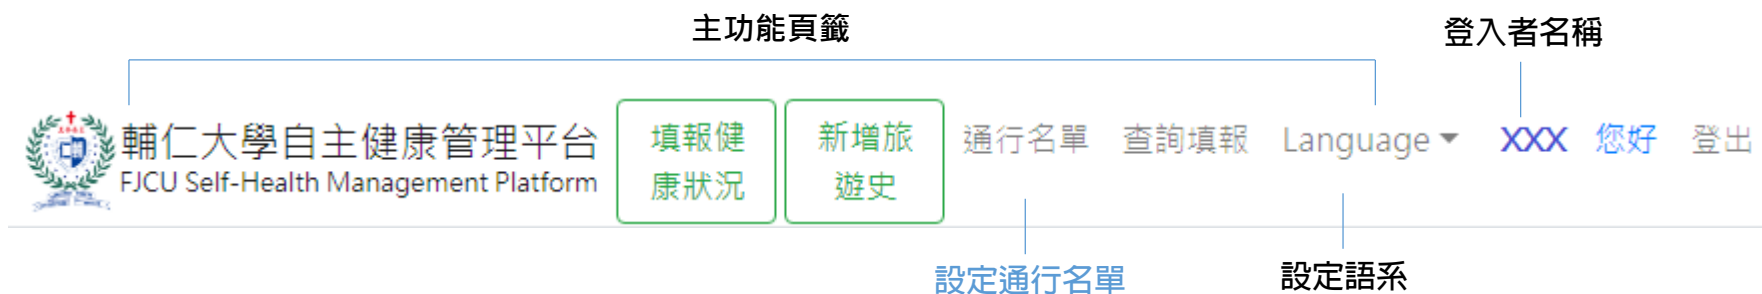 主功能頁籤
登入者名稱
輔仁大學自主健康管理平台
FJCU Self-Health Management Platform
填報健
康狀況
新增旅
遊史
通行名單
查詢填報
Language
XXX 您好
登出
設定通行名單
設定語系